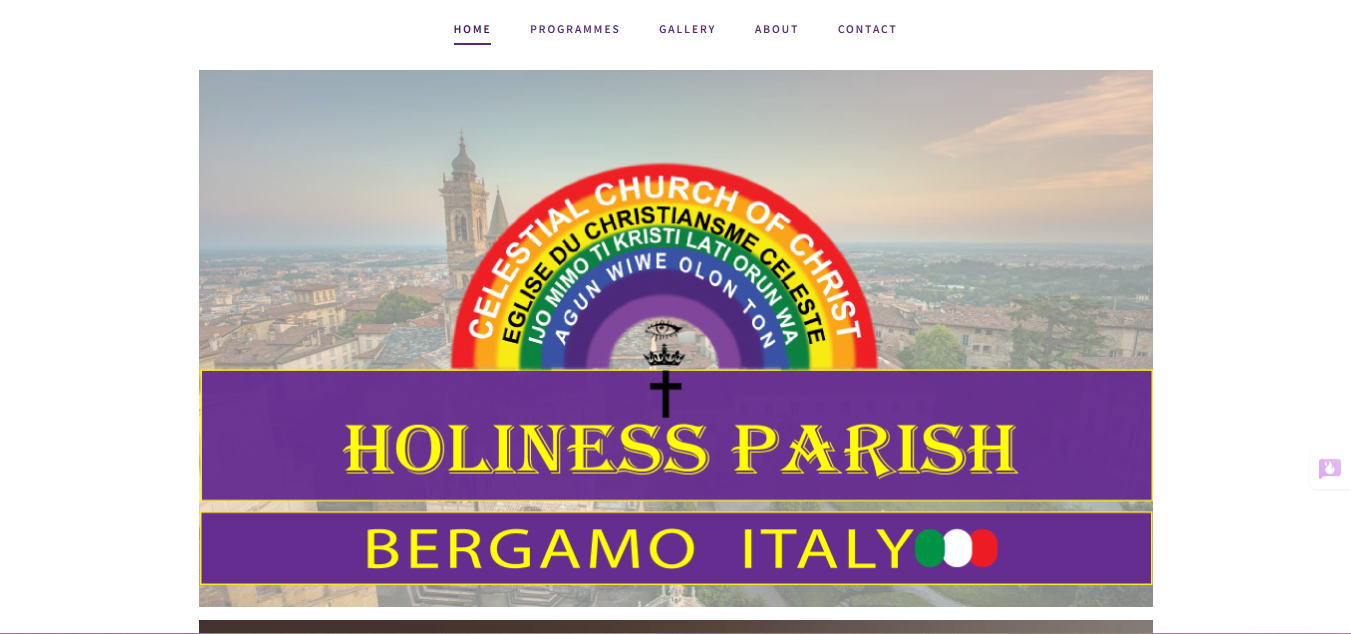 HOME PROGRAMMES GALLERY ABOUT CONTACT
CELESTIAL CHURCH OF CHRIST
EGLISE DU CHRISTIANSME CELESTE
IJO MIMO TI KRISTI LATI ORUN WA
AGUN WIWE OLON TON
HOLINESS PARISH
BERGAMO ITALY